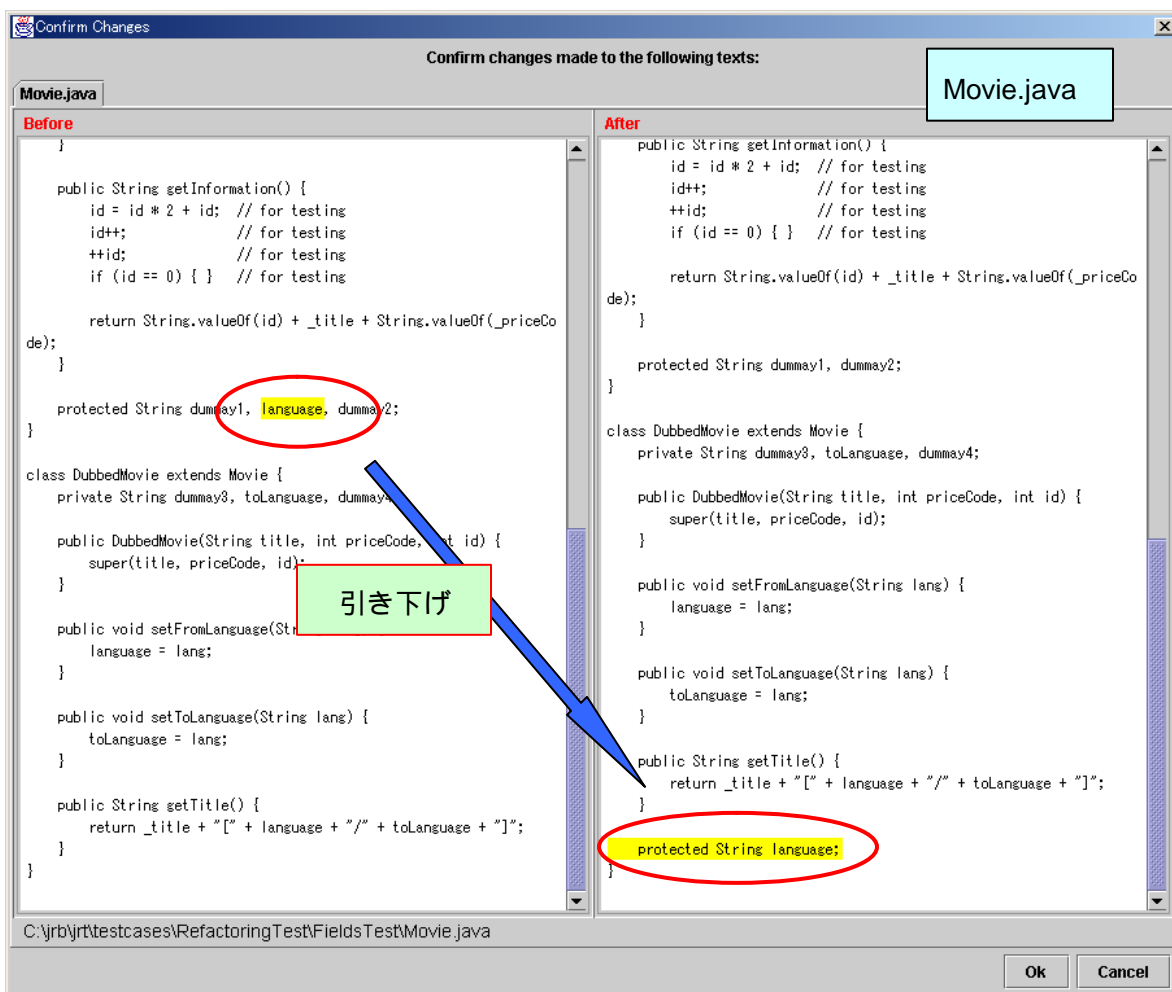 Confirm Changes
Confirm changes made to the following texts:
Movie.java
Movie.java
Before
}
public String getInformation() {
id = id * 2 + id;  // for testing
id++;              // for testing
++id;              // for testing
if (id == 0) { }   // for testing
return String.valueOf(id) + _title + String.valueOf(_priceCo
de);
}
protected String dummay1, language, dummay2;
}
class DubbedMovie extends Movie {
private String dummay3, toLanguage, dummay4
public DubbedMovie(String title, int priceCode, int id) {
super(title, priceCode, id);
}
引き下げ
public void setFromLanguage(Str
language = lang;
}
public void setToLanguage(String lang) {
toLanguage = lang;
}
public String getTitle() {
return _title + "[" + language + "/" + toLanguage + "]";
}
}
After
public String getInformation() {
id = id * 2 + id;  // for testing
id++;              // for testing
++id;              // for testing
if (id == 0) { }   // for testing
return String.valueOf(id) + _title + String.valueOf(_priceCo
de);
}
protected String dummay1, dummay2;
}
class DubbedMovie extends Movie {
private String dummay3, toLanguage, dummay4;
public DubbedMovie(String title, int priceCode, int id) {
super(title, priceCode, id);
}
public void setFromLanguage(String lang) {
language = lang;
}
public void setToLanguage(String lang) {
toLanguage = lang;
}
public String getTitle() {
return _title + "[" + language + "/" + toLanguage + "]";
}
protected String language;
}
C:\jrb\jrt\testcases\RefactoringTest\FieldsTest\Movie.java
Ok
Cancel